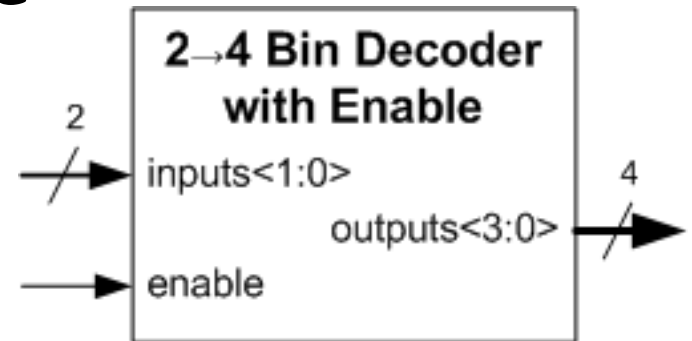 2→4 Bin Decoder
with Enable
2
inputs<1:0>
4
outputs<3:0>
enable